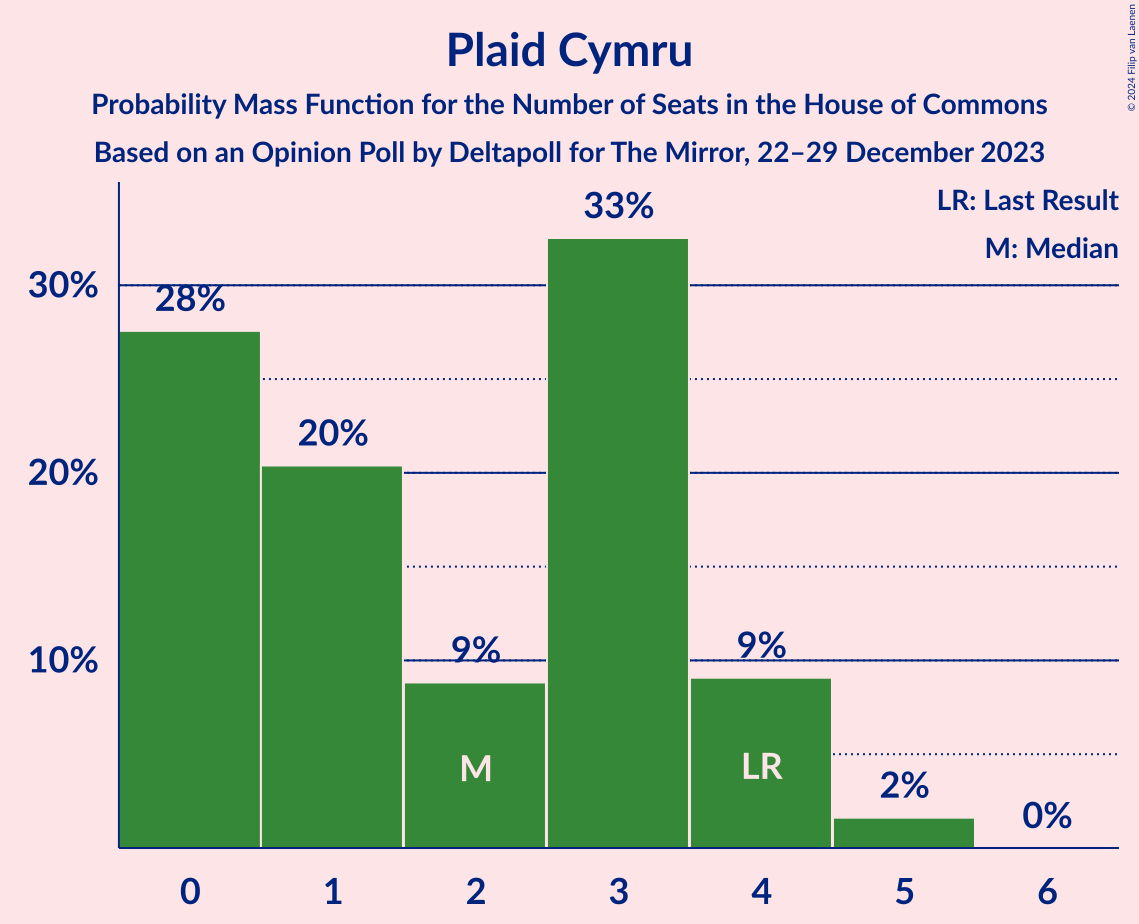 Plaid Cymru
Probability Mass Function for the Number of Seats in the House of Commons
Based on an Opinion Poll by Deltapoll for The Mirror, 22–29 December 2023
© 2024 Filip van Laenen
LR: Last Result
M: Median
30%
20%
10%
28%
20%
9%
33%
9%
2%
0%
M
LR
0 1 2 3 4 5 6